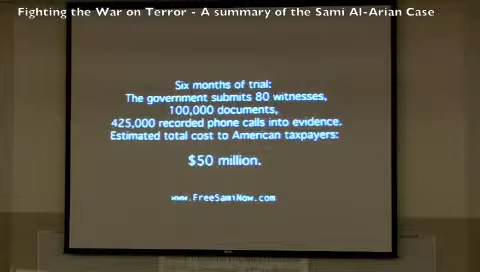 Fighting the War on Terror - A summary of the Sami Al-Arian Case
Six months of trial:
The government submits 80 witnesses,
100,000 documents,
425,000 recorded phone calls into evidence.
Estimated total cost to American taxpayers:
$50 million.
www.FreeSamiNow.com